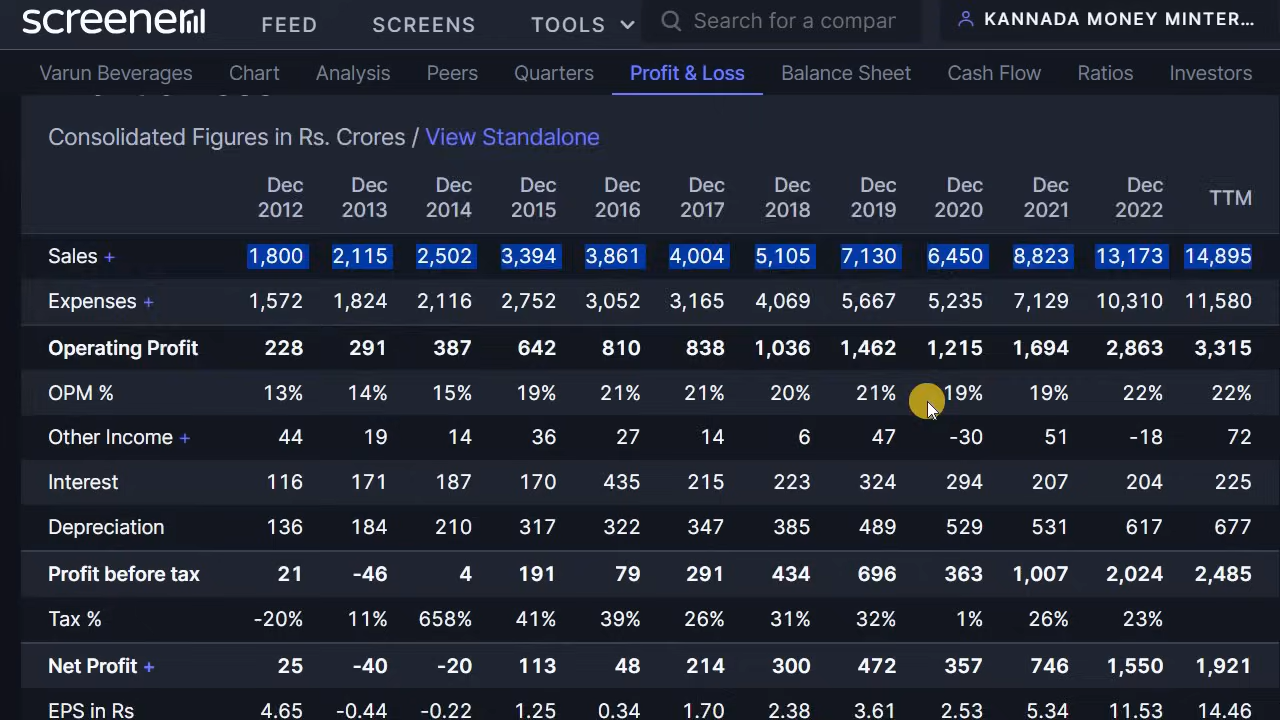 screener
FEED SCREENS TOOLS Search for a compar KANNADA MONEY MINTER...
Varun Beverages Chart Analysis Peers Quarters Profit & Loss Balance Sheet Cash Flow Ratios Investors
Consolidated Figures in Rs. Crores / View Standalone
Dec Dec Dec Dec Dec Dec Dec Dec Dec Dec Dec
2012 2013 2014 2015 2016 2017 2018 2019 2020 2021 2022 TTM
Sales + 1,800 2,115 2,502 3,394 3,861 4,004 5,105 7,130 6,450 8,823 13,173 14,895
Expenses + 1,572 1,824 2,116 2,752 3,052 3,165 4,069 5,667 5,235 7,129 10,310 11,580
Operating Profit 228 291 387 642 810 838 1,036 1,462 1,215 1,694 2,863 3,315
OPM % 13% 14% 15% 19% 21% 21% 20% 21% 19% 19% 22% 22%
Other Income + 44 19 14 36 27 14 6 47 -30 51 -18 72
Interest 116 171 187 170 435 215 223 324 294 207 204 225
Depreciation 136 184 210 317 322 347 385 489 529 531 617 677
Profit before tax 21 -46 4 191 79 291 434 696 363 1,007 2,024 2,485
Tax % -20% 11% 658% 41% 39% 26% 31% 32% 1% 26% 23%
Net Profit + 25 -40 -20 113 48 214 300 472 357 746 1,550 1,921
EPS in Rs 4.65 -0.44 -0.22 1.25 0.34 1.70 2.38 3.61 2.53 5.34 11.53 14.46